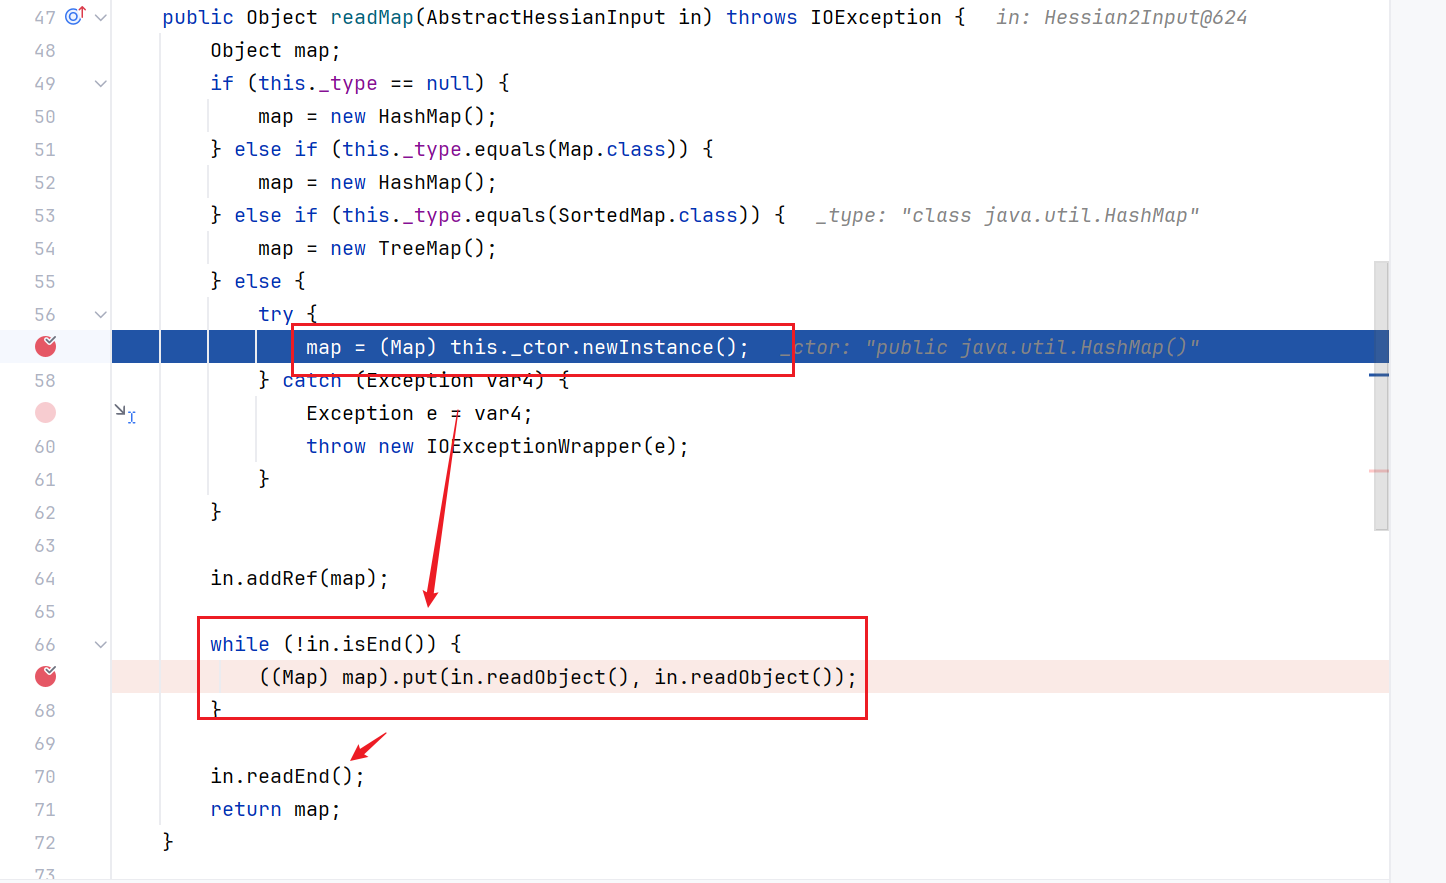 47 public Object readMap(AbstractHessianInput in) throws IOException { in: Hessian2Input@624
48 Object map;
49 if (this._type == null) {
50 map = new HashMap();
51 } else if (this._type.equals(Map.class)) {
52 map = new HashMap();
53 } else if (this._type.equals(SortedMap.class)) { _type: "class java.util.HashMap"
54 map = new TreeMap();
55 } else {
56 try {
map = (Map) this._ctor.newInstance(); _ctor: "public java.util.HashMap()"
58 } catch (Exception var4) {
Exception e = var4;
60 throw new IOExceptionWrapper(e);
61 }
62 }
63
64 in.addRef(map);
65
66 while (!in.isEnd()) {
((Map) map).put(in.readObject(), in.readObject());
68 }
69
70 in.readEnd();
71 return map;
72 }
73